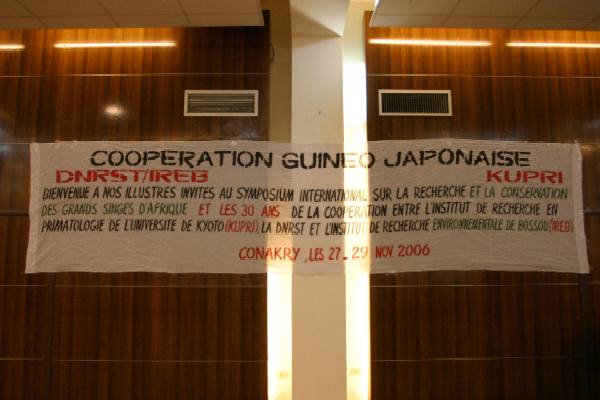 COOPERATION GUINEO JAPONAISE
DNRST/IREB KUPRI
BIENVENUE A NOS ILLUSTRES INVITES AU SYMPOSIUM INTERNATIONAL SUR LA RECHERCHE ET LA CONSERVATION
DES GRANDS SINGES D'AFRIQUE ET LES 30 ANS DE LA COOPERATION ENTRE L'INSTITUT DE RECHERCHE EN
PRIMATOLOGIE DE L'UNIVERSITE DE KYOTO (KUPRI), LA DNRST ET L'INSTITUT DE RECHERCHE ENVIRONNEMENTALE DE BOSSOU (IREB)
CONAKRY, LES 27-29 NOV. 2006